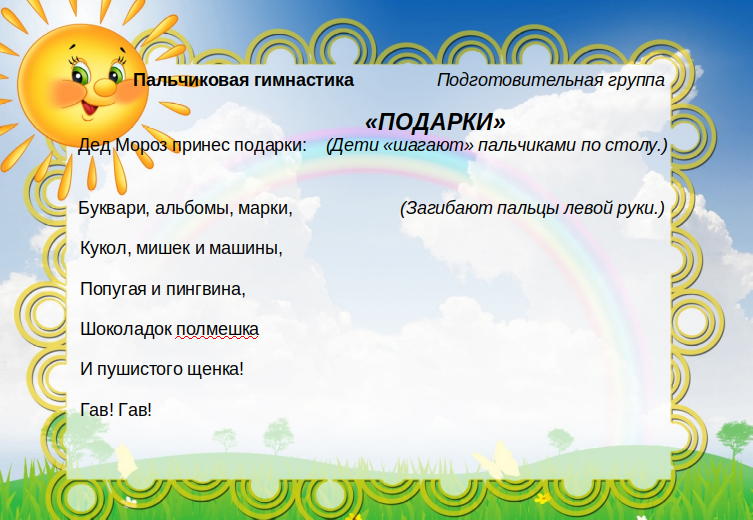 Пальчиковая гимнастика Подготовительная группа
«ПОДАРКИ»
Дед Мороз принес подарки: (Дети «шагают» пальчиками по столу.)
Буквари, альбомы, марки, (Загибают пальцы левой руки.)
Кукол, мишек и машины,
Попугая и пингвина,
Шоколадок полмешка
И пушистого щенка!
Гав! Гав!